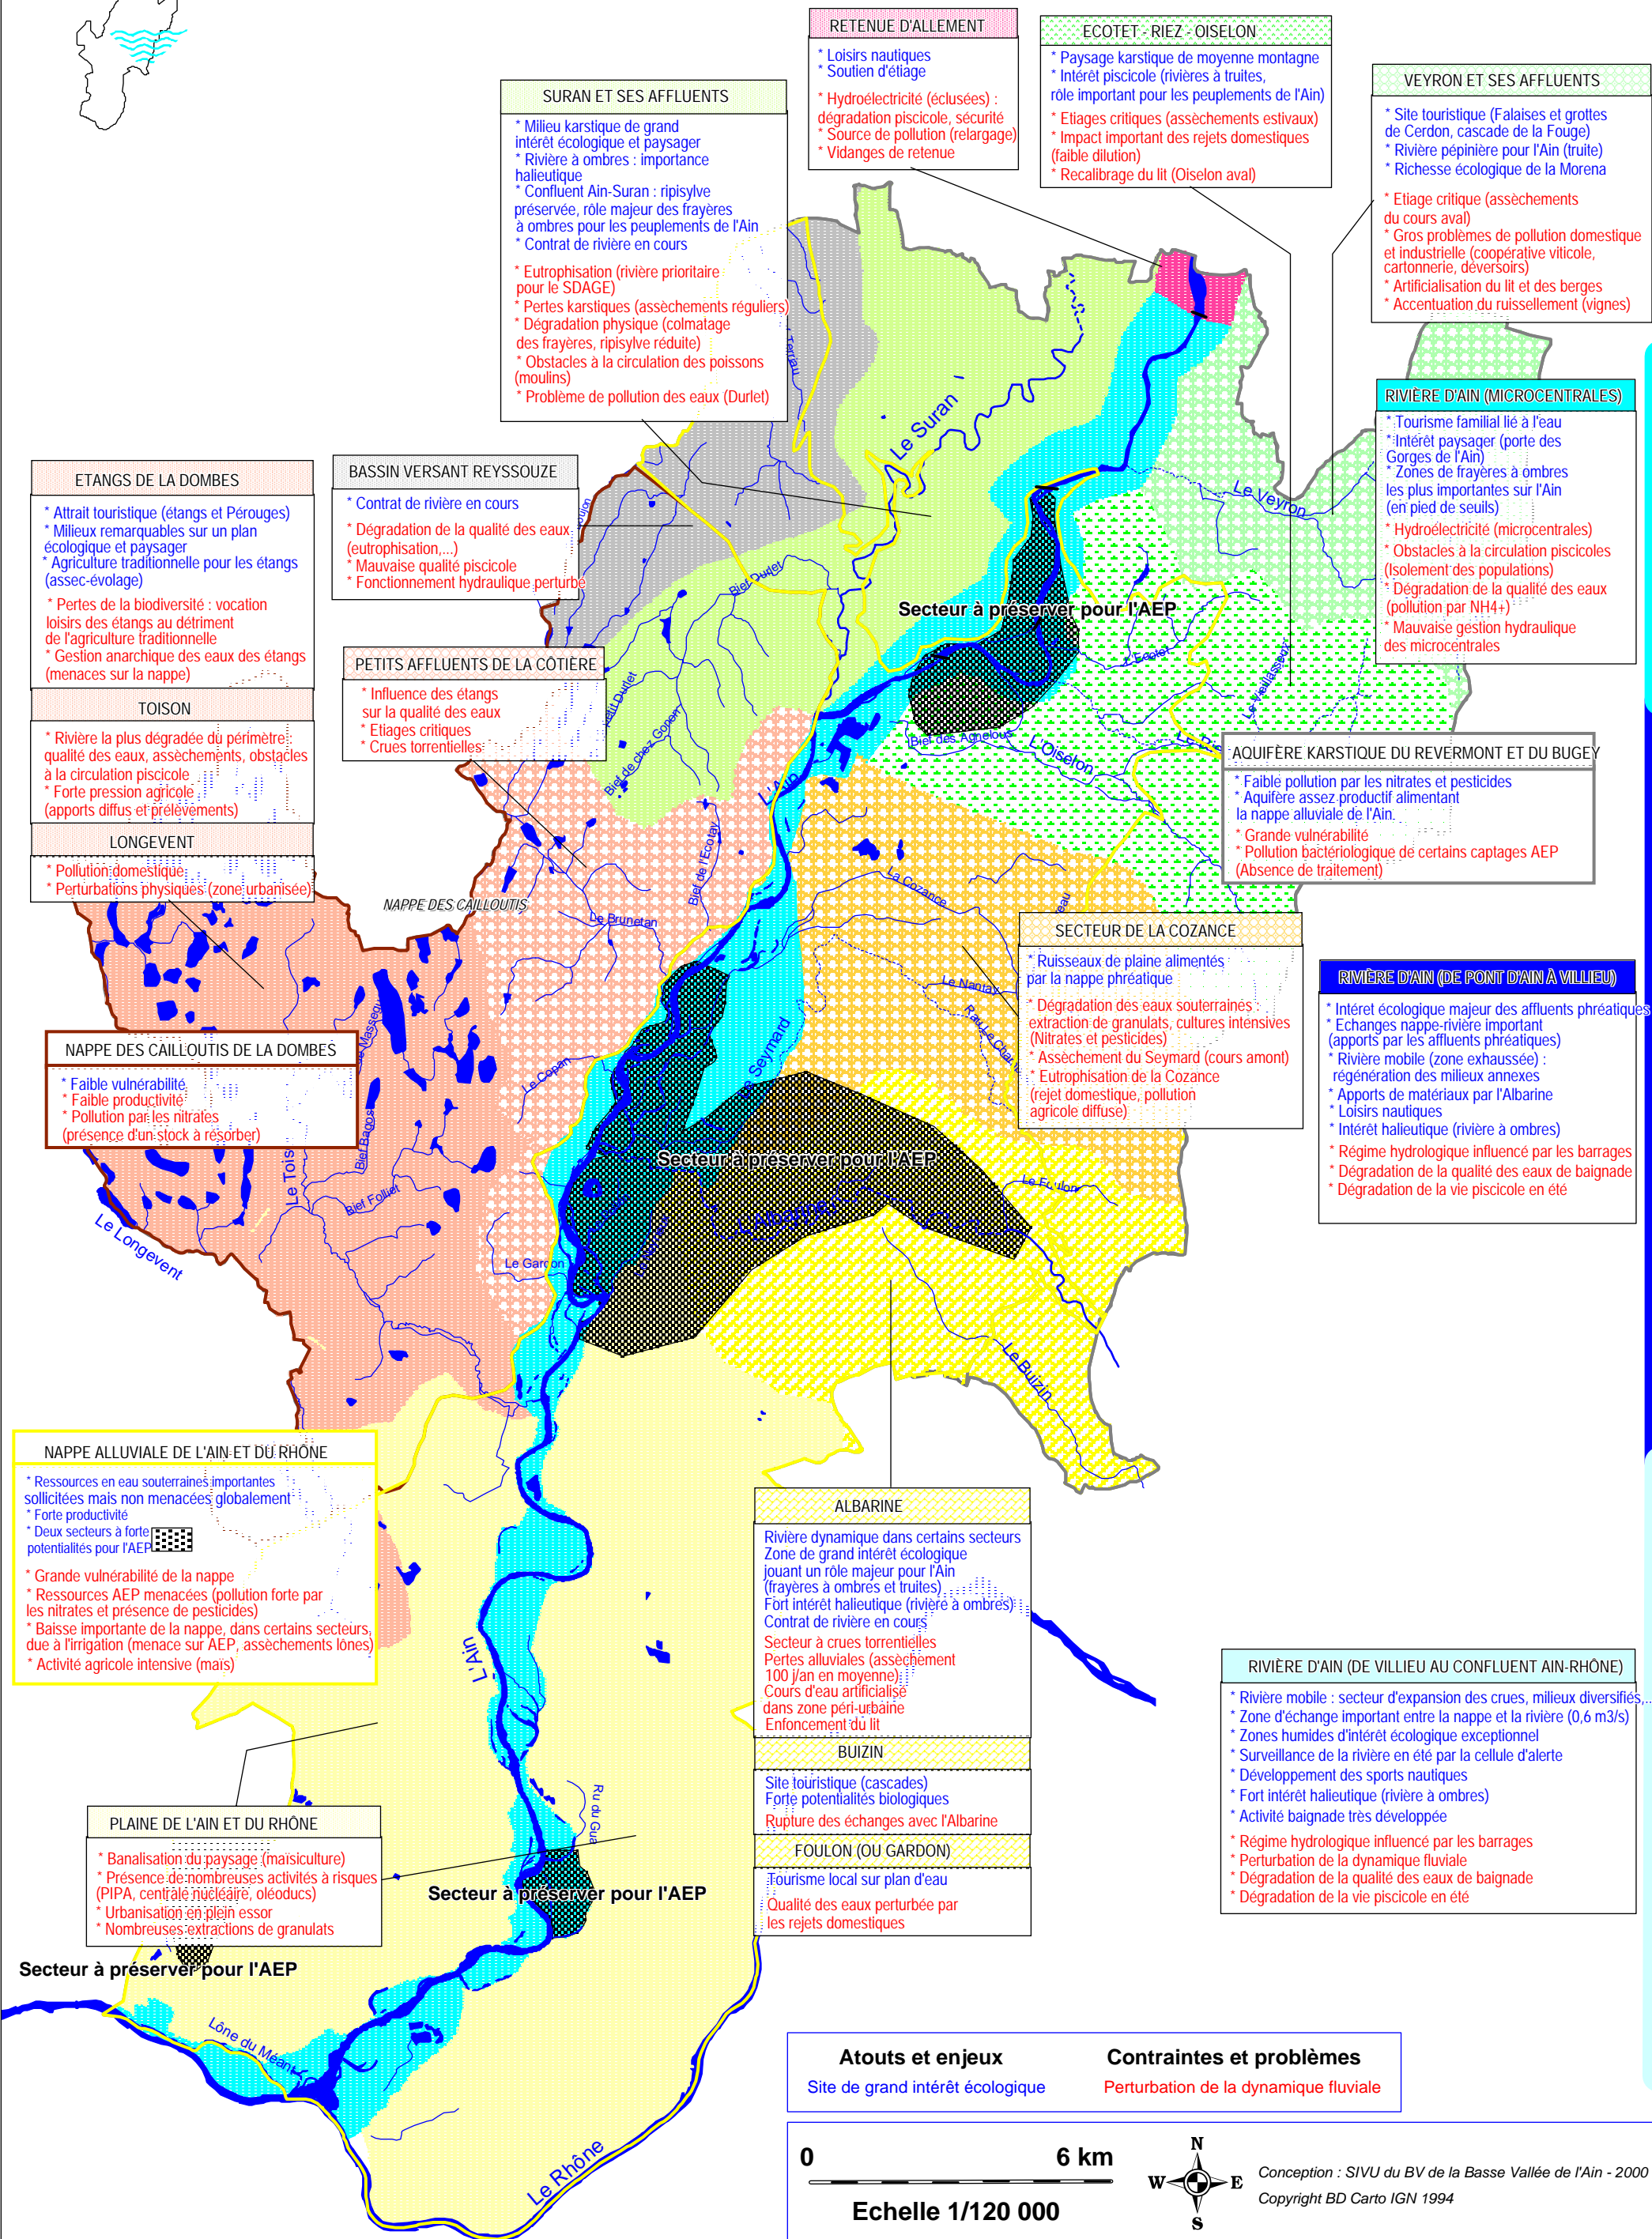 RETENUE D'ALLEMENT
* Loisirs nautiques
* Soutien d'étiage
* Hydroélectricité (éclusées) :
dégradation piscicole, sécurité
* Source de pollution (relargage)
* Vidanges de retenue
ECOTET - RIEZ - OISELON
* Paysage karstique de moyenne montagne
* Intérêt piscicole (rivières à truites,
rôle important pour les peuplements de l'Ain)
* Etiages critiques (assèchements estivaux)
* Impact important des rejets domestiques
(faible dilution)
* Recalibrage du lit (Oiselon aval)
VEYRON ET SES AFFLUENTS
* Site touristique (Falaises et grottes
de Cerdon, cascade de la Fouge)
* Rivière pépinière pour l'Ain (truite)
* Richesse écologique de la Morena
* Etiage critique (assèchements
du cours aval)
* Gros problèmes de pollution domestique
et industrielle (coopérative viticole,
cartonnerie, déversoirs)
* Artificialisation du lit et des berges
* Accentuation du ruissellement (vignes)
SURAN ET SES AFFLUENTS
* Milieu karstique de grand
intérêt écologique et paysager
* Rivière à ombres : importance
halieutique
* Confluent Ain-Suran : ripisylve
préservée, rôle majeur des frayères
à ombres pour les peuplements de l'Ain
* Contrat de rivière en cours
* Eutrophisation (rivière prioritaire
pour le SDAGE)
* Pertes karstiques (assèchements réguliers)
* Dégradation physique (colmatage
des frayères, ripisylve réduite)
* Obstacles à la circulation des poissons
(moulins)
* Problème de pollution des eaux (Durlet)
RIVIÈRE D'AIN (MICROCENTRALES)
* Tourisme familial lié à l'eau
* Intérêt paysager (porte des
Gorges de l'Ain)
* Zones de frayères à ombres
les plus importantes sur l'Ain
(en pied de seuils)
* Hydroélectricité (microcentrales)
* Obstacles à la circulation piscicoles
(Isolement des populations)
* Dégradation de la qualité des eaux
(pollution par NH4+)
* Mauvaise gestion hydraulique
des microcentrales
ETANGS DE LA DOMBES
* Attrait touristique (étangs et Pérouges)
* Milieux remarquables sur un plan
écologique et paysager
* Agriculture traditionnelle pour les étangs
(assec-évolage)
* Pertes de la biodiversité : vocation
loisirs des étangs au détriment
de l'agriculture traditionnelle
* Gestion anarchique des eaux des étangs
(menaces sur la nappe)
BASSIN VERSANT REYSSOUZE
* Contrat de rivière en cours
* Dégradation de la qualité des eaux
(eutrophisation,...)
* Mauvaise qualité piscicole
* Fonctionnement hydraulique perturbé
Le Suran
Le Veyron
Bief Durlet
Secteur à préserver pour l'AEP
L'Ecotet
Le Vieillasseux
PETITS AFFLUENTS DE LA CÔTIÈRE
* Influence des étangs
sur la qualité des eaux
* Etiages critiques
* Crues torrentielles
Petit Durlet
Bief de chez Gonon
TOISON
* Rivière la plus dégradée du périmètre :
qualité des eaux, assèchements, obstacles
à la circulation piscicole
* Forte pression agricole
(apports diffus et prélèvements)
Bief des Agnelous
L'Oiselon
L'Ain
AQUIFÈRE KARSTIQUE DU REVERMONT ET DU BUGEY
* Faible pollution par les nitrates et pesticides
* Aquifère assez productif alimentant
la nappe alluviale de l'Ain.
* Grande vulnérabilité
* Pollution bactériologique de certains captages AEP
(Absence de traitement)
LONGEVENT
* Pollution domestique
* Perturbations physiques (zone urbanisée)
NAPPE DES CAILLOUTIS
Bief de l'Ecotay
Le Brunetan
La Cozance
Le Nantay
SECTEUR DE LA COZANCE
* Ruisseaux de plaine alimentés
par la nappe phréatique
* Dégradation des eaux souterraines :
extraction de granulats, cultures intensives
(Nitrates et pesticides)
* Assèchement du Seymard (cours amont)
* Eutrophisation de la Cozance
(rejet domestique, pollution
agricole diffuse)
RIVIÈRE D'AIN (DE PONT D'AIN À VILLIEU)
* Intéret écologique majeur des affluents phréatiques
* Echanges nappe-rivière important
(apports par les affluents phréatiques)
* Rivière mobile (zone exhaussée) :
régénération des milieux annexes
* Apports de matériaux par l'Albarine
* Loisirs nautiques
* Intérêt halieutique (rivière à ombres)
* Régime hydrologique influencé par les barrages
* Dégradation de la qualité des eaux de baignade
* Dégradation de la vie piscicole en été
NAPPE DES CAILLOUTIS DE LA DOMBES
* Faible vulnérabilité
* Faible productivité
* Pollution par les nitrates
(présence d'un stock à résorber)
Le Copan
Le Seymard
Secteur à préserver pour l'AEP
Le Foulon
L'Albarine
Bief Folliet
Le Longevent
Le Gardon
Le Buizin
NAPPE ALLUVIALE DE L'AIN ET DU RHÔNE
* Ressources en eau souterraines importantes
sollicitées mais non menacées globalement
* Forte productivité
* Deux secteurs à forte
potentialités pour l'AEP
* Grande vulnérabilité de la nappe
* Ressources AEP menacées (pollution forte par
les nitrates et présence de pesticides)
* Baisse importante de la nappe, dans certains secteurs,
due à l'irrigation (menace sur AEP, assèchements lônes)
* Activité agricole intensive (maïs)
ALBARINE
Rivière dynamique dans certains secteurs
Zone de grand intérêt écologique
jouant un rôle majeur pour l'Ain
(frayères à ombres et truites)
Fort intérêt halieutique (rivière à ombres)
Contrat de rivière en cours
Secteur à crues torrentielles
Pertes alluviales (assèchement
100 j/an en moyenne)
Cours d'eau artificialisé
dans zone péri-urbaine
Enfoncement du lit
L'Ain
BUIZIN
Site touristique (cascades)
Forte potentialités biologiques
Rupture des échanges avec l'Albarine
FOULON (OU GARDON)
Tourisme local sur plan d'eau
Qualité des eaux perturbée par
les rejets domestiques
RIVIÈRE D'AIN (DE VILLIEU AU CONFLUENT AIN-RHÔNE)
* Rivière mobile : secteur d'expansion des crues, milieux diversifiés,..
* Zone d'échange important entre la nappe et la rivière (0,6 m3/s)
* Zones humides d'intérêt écologique exceptionnel
* Surveillance de la rivière en été par la cellule d'alerte
* Développement des sports nautiques
* Fort intérêt halieutique (rivière à ombres)
* Activité baignade très développée
* Régime hydrologique influencé par les barrages
* Perturbation de la dynamique fluviale
* Dégradation de la qualité des eaux de baignade
* Dégradation de la vie piscicole en été
PLAINE DE L'AIN ET DU RHÔNE
* Banalisation du paysage (maïsiculture)
* Présence de nombreuses activités à risques
(PIPA, centrale nucléaire, oléoducs)
* Urbanisation en plein essor
* Nombreuses extractions de granulats
Ru du Gua
Secteur à préserver pour l'AEP
Secteur à préserver pour l'AEP
Lône du Méant
Le Rhône
Atouts et enjeux
Contraintes et problèmes
Site de grand intérêt écologique
Perturbation de la dynamique fluviale
0
6 km
Echelle 1/120 000
N
W
E
S
Conception : SIVU du BV de la Basse Vallée de l'Ain - 2000
Copyright BD Carto IGN 1994